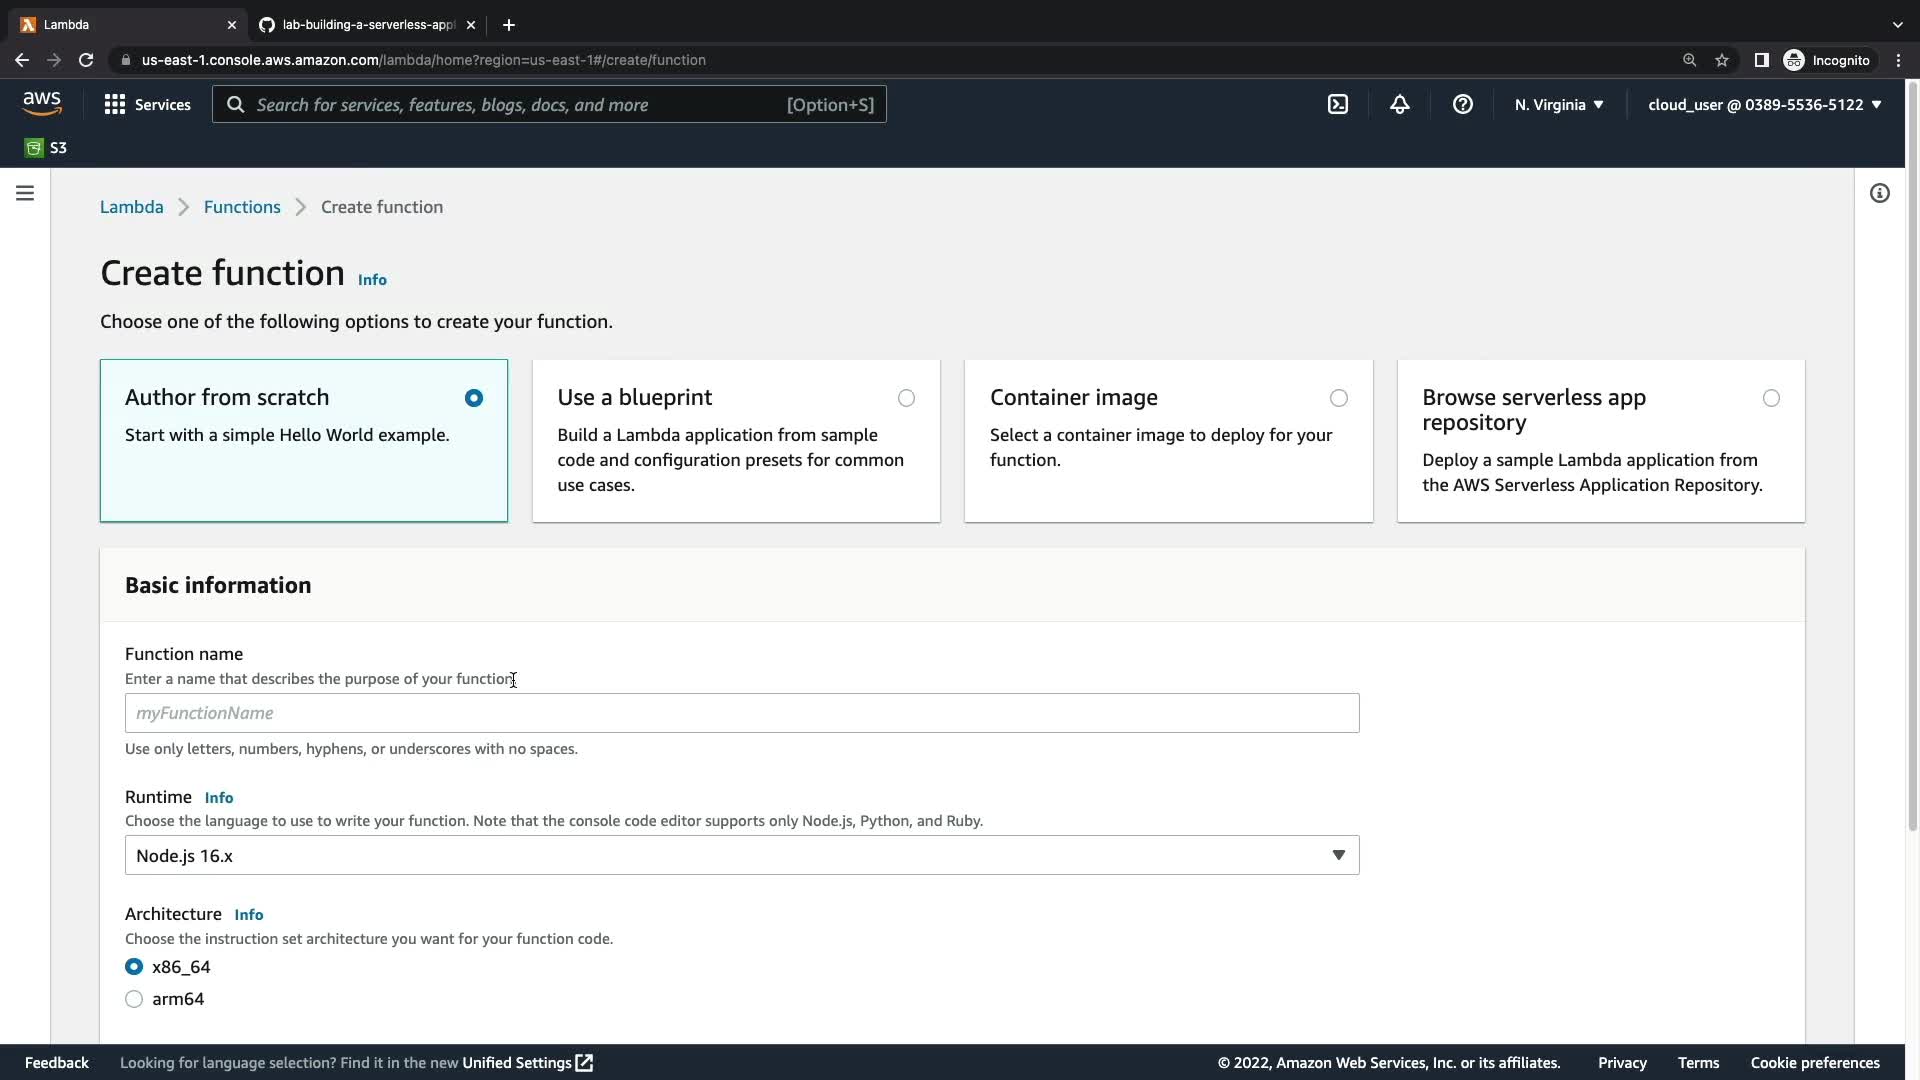 Lambda
lab-building-a-serverless-appl
us-east-1.console.aws.amazon.com/lambda/home?region=us-east-1#/create/function
Incognito
aws
Services
Search for services, features, blogs, docs, and more
[Option+S]
N. Virginia
cloud_user @ 0389-5536-5122
S3
Lambda
Functions
Create function
Create function Info
Choose one of the following options to create your function.
Author from scratch
Start with a simple Hello World example.
Use a blueprint
Build a Lambda application from sample
code and configuration presets for common
use cases.
Container image
Select a container image to deploy for your
function.
Browse serverless app
repository
Deploy a sample Lambda application from
the AWS Serverless Application Repository.
Basic information
Function name
Enter a name that describes the purpose of your function.
myFunctionName
Use only letters, numbers, hyphens, or underscores with no spaces.
Runtime Info
Choose the language to use to write your function. Note that the console code editor supports only Node.js, Python, and Ruby.
Node.js 16.x
Architecture Info
Choose the instruction set architecture you want for your function code.
x86_64
arm64
Feedback
Looking for language selection? Find it in the new Unified Settings
© 2022, Amazon Web Services, Inc. or its affiliates.
Privacy
Terms
Cookie preferences